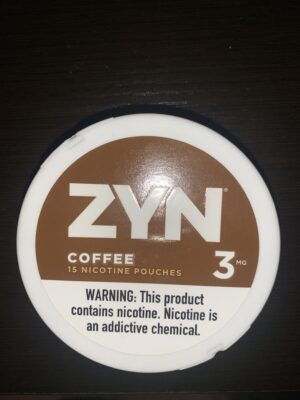 ZYN®
COFFEE
15 NICOTINE POUCHES
3 MG
WARNING: This product
contains nicotine. Nicotine is
an addictive chemical.